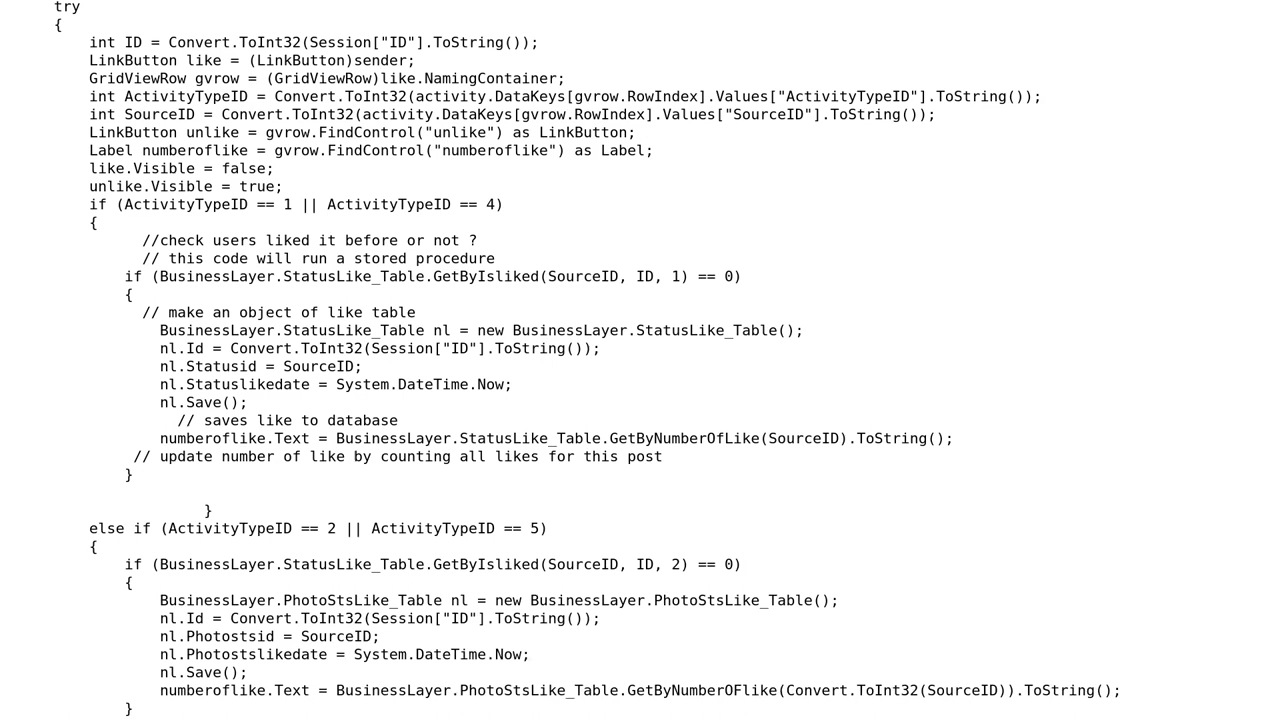 try
{
int ID = Convert.ToInt32(Session["ID"].ToString());
LinkButton like = (LinkButton)sender;
GridViewRow gvrow = (GridViewRow)like.NamingContainer;
int ActivityTypeID = Convert.ToInt32(activity.DataKeys[gvrow.RowIndex].Values["ActivityTypeID"].ToString());
int SourceID = Convert.ToInt32(activity.DataKeys[gvrow.RowIndex].Values["SourceID"].ToString());
LinkButton unlike = gvrow.FindControl("unlike") as LinkButton;
Label numberoflike = gvrow.FindControl("numberoflike") as Label;
like.Visible = false;
unlike.Visible = true;
if (ActivityTypeID == 1 || ActivityTypeID == 4)
{
//check users liked it before or not ?
// this code will run a stored procedure
if (BusinessLayer.StatusLike_Table.GetByIsliked(SourceID, ID, 1) == 0)
{
// make an object of like table
BusinessLayer.StatusLike_Table nl = new BusinessLayer.StatusLike_Table();
nl.Id = Convert.ToInt32(Session["ID"].ToString());
nl.Statusid = SourceID;
nl.Statuslikedate = System.DateTime.Now;
nl.Save();
// saves like to database
numberoflike.Text = BusinessLayer.StatusLike_Table.GetByNumberOfLike(SourceID).ToString();
// update number of like by counting all likes for this post
}
}
else if (ActivityTypeID == 2 || ActivityTypeID == 5)
{
if (BusinessLayer.StatusLike_Table.GetByIsliked(SourceID, ID, 2) == 0)
{
BusinessLayer.PhotoStsLike_Table nl = new BusinessLayer.PhotoStsLike_Table();
nl.Id = Convert.ToInt32(Session["ID"].ToString());
nl.Photostsid = SourceID;
nl.Photostslikedate = System.DateTime.Now;
nl.Save();
numberoflike.Text = BusinessLayer.PhotoStsLike_Table.GetByNumberOFlike(Convert.ToInt32(SourceID)).ToString();
}